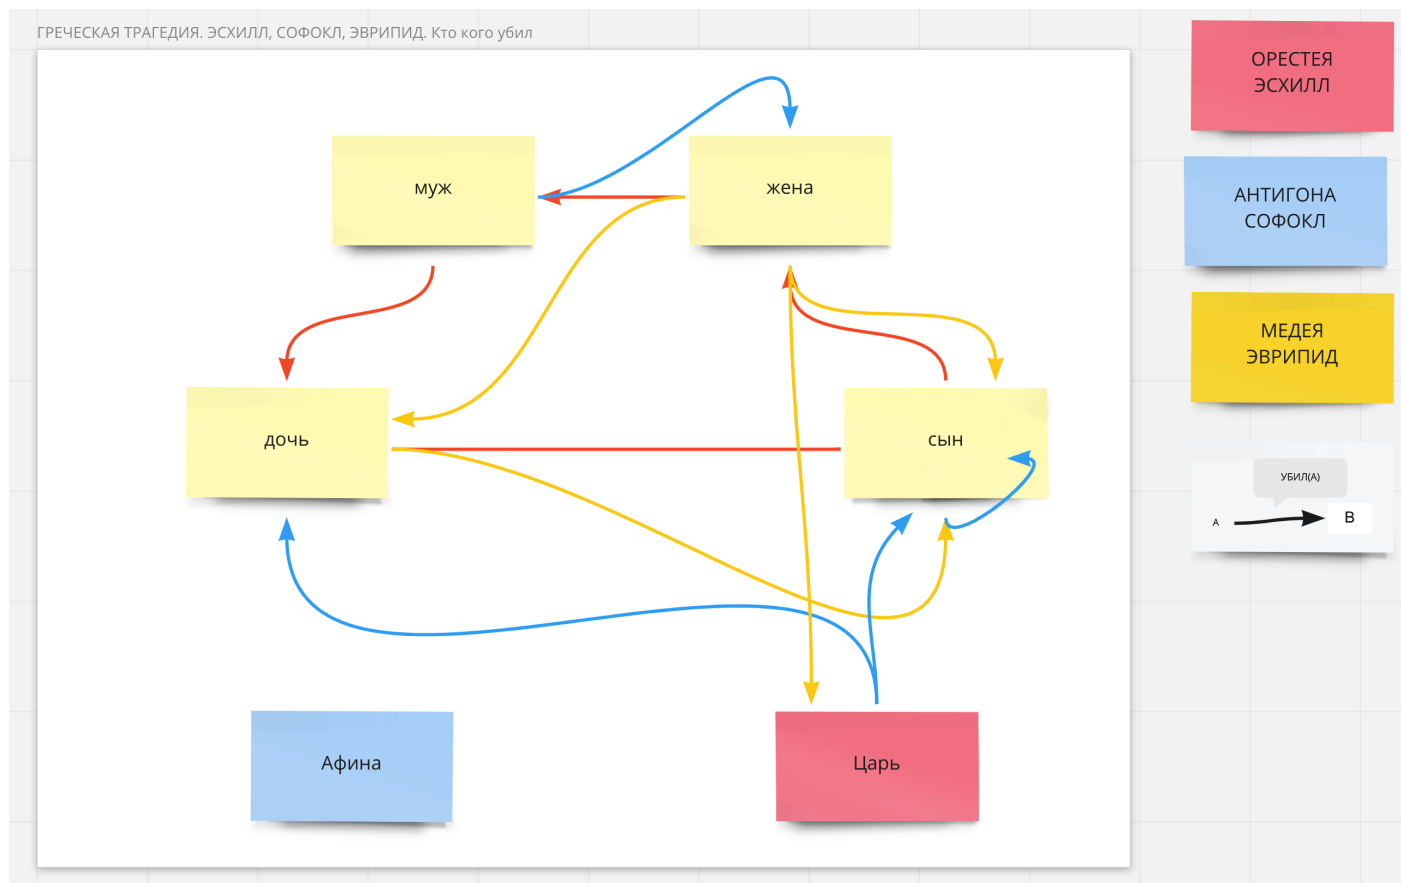 ГРЕЧЕСКАЯ ТРАГЕДИЯ. ЭСХИЛЛ, СОФОКЛ, ЭВРИПИД. Кто кого убил
муж
жена
дочь
сын
Афина
Царь
ОРЕСТЕЯ
ЭСХИЛЛ
АНТИГОНА
СОФОКЛ
МЕДЕЯ
ЭВРИПИД
УБИЛ(А)
А
В